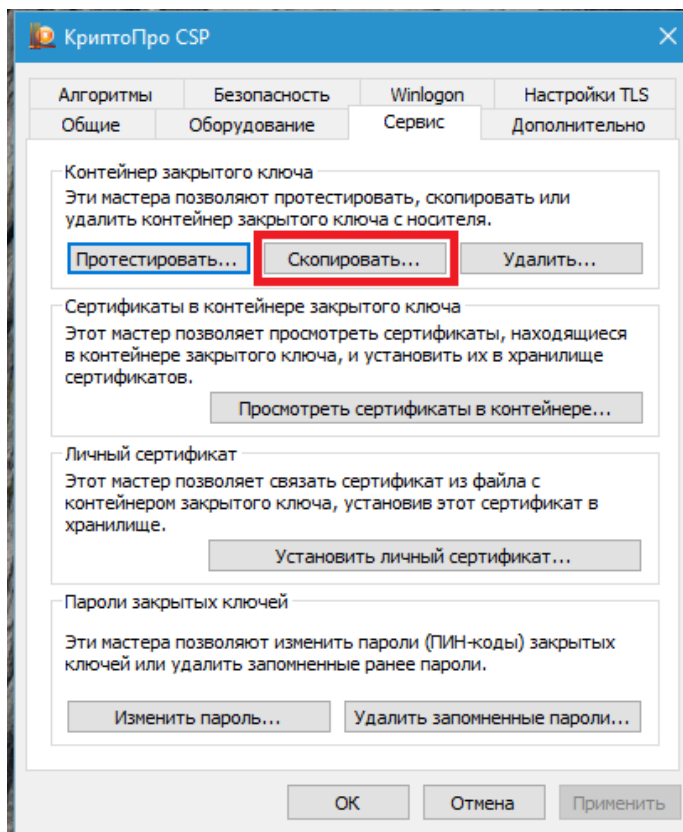 КриптоПро CSP
Алгоритмы Безопасность Winlogon Настройки TLS
Общие Оборудование Сервис Дополнительно
Контейнер закрытого ключа
Эти мастера позволяют протестировать, скопировать или
удалить контейнер закрытого ключа с носителя.
Протестировать... Скопировать... Удалить...
Сертификаты в контейнере закрытого ключа
Этот мастер позволяет просмотреть сертификаты, находящиеся
в контейнере закрытого ключа, и установить их в хранилище
сертификатов.
Просмотреть сертификаты в контейнере...
Личный сертификат
Этот мастер позволяет связать сертификат из файла с
контейнером закрытого ключа, установив этот сертификат в
хранилище.
Установить личный сертификат...
Пароли закрытых ключей
Эти мастера позволяют изменить пароли (ПИН-коды) закрытых
ключей или удалить запомненные ранее пароли.
Изменить пароль... Удалить запомненные пароли...
ОК Отмена Применить